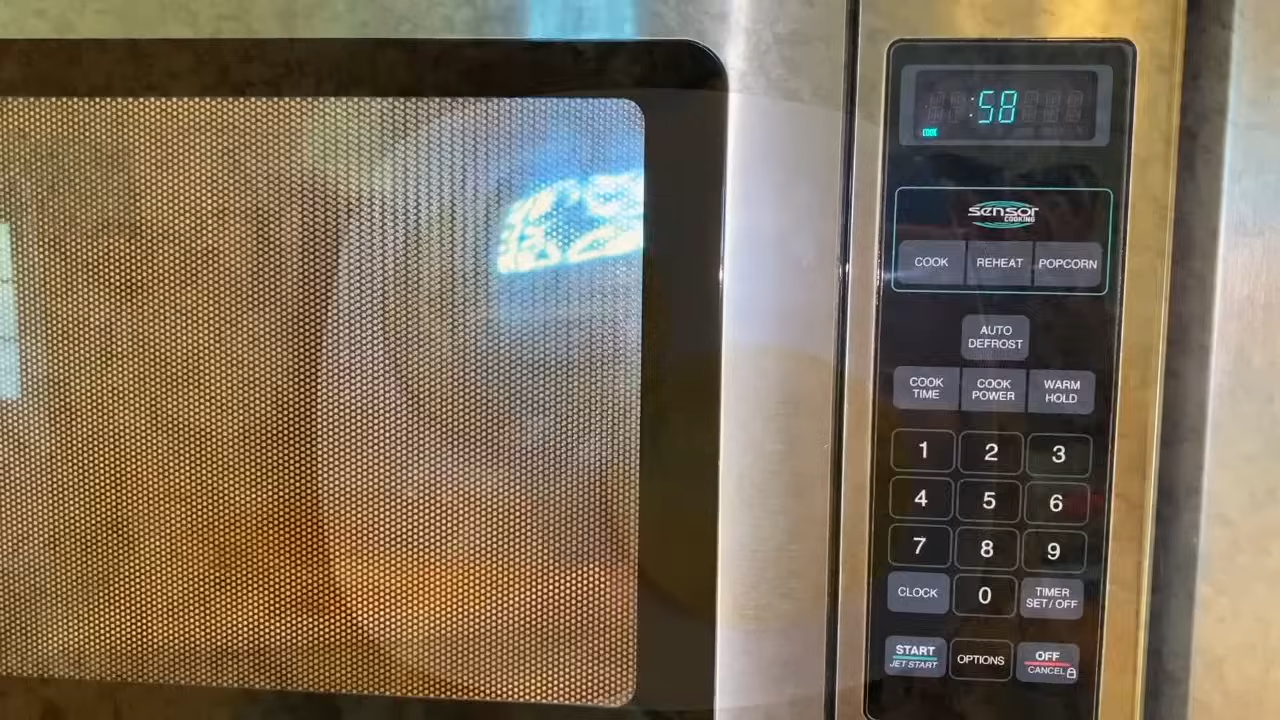 :58
COOK
sensor
COOKING
COOK REHEAT POPCORN
AUTO
DEFROST
COOK TIME COOK POWER WARM HOLD
1 2 3
4 5 6
7 8 9
CLOCK 0 TIMER SET / OFF
START JET START OPTIONS OFF CANCEL